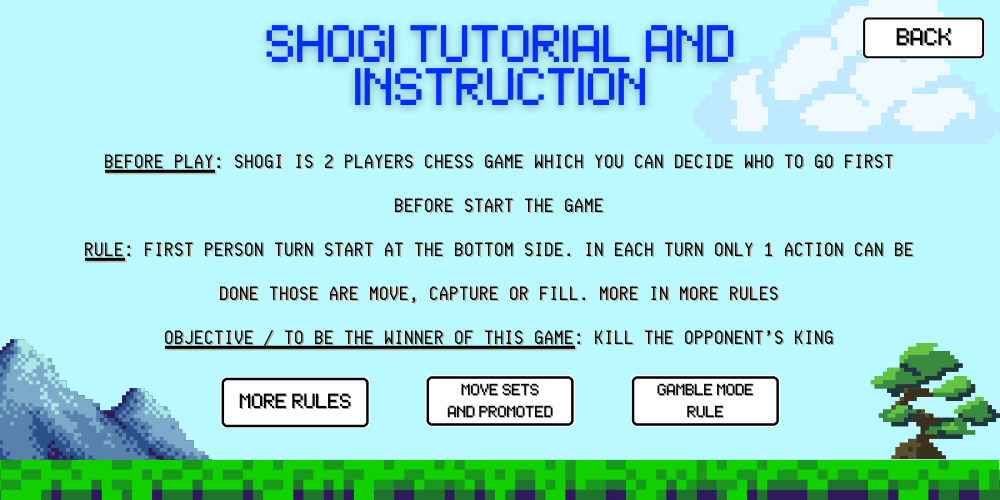 SHOGI TUTORIAL AND
INSTRUCTION
BACK
BEFORE PLAY: SHOGI IS 2 PLAYERS CHESS GAME WHICH YOU CAN DECIDE WHO TO GO FIRST
BEFORE START THE GAME
RULE: FIRST PERSON TURN START AT THE BOTTOM SIDE. IN EACH TURN ONLY 1 ACTION CAN BE
DONE THOSE ARE MOVE, CAPTURE OR FILL. MORE IN MORE RULES
OBJECTIVE / TO BE THE WINNER OF THIS GAME: KILL THE OPPONENT'S KING
MORE RULES
MOVE SETS
AND PROMOTED
GAMBLE MODE
RULE